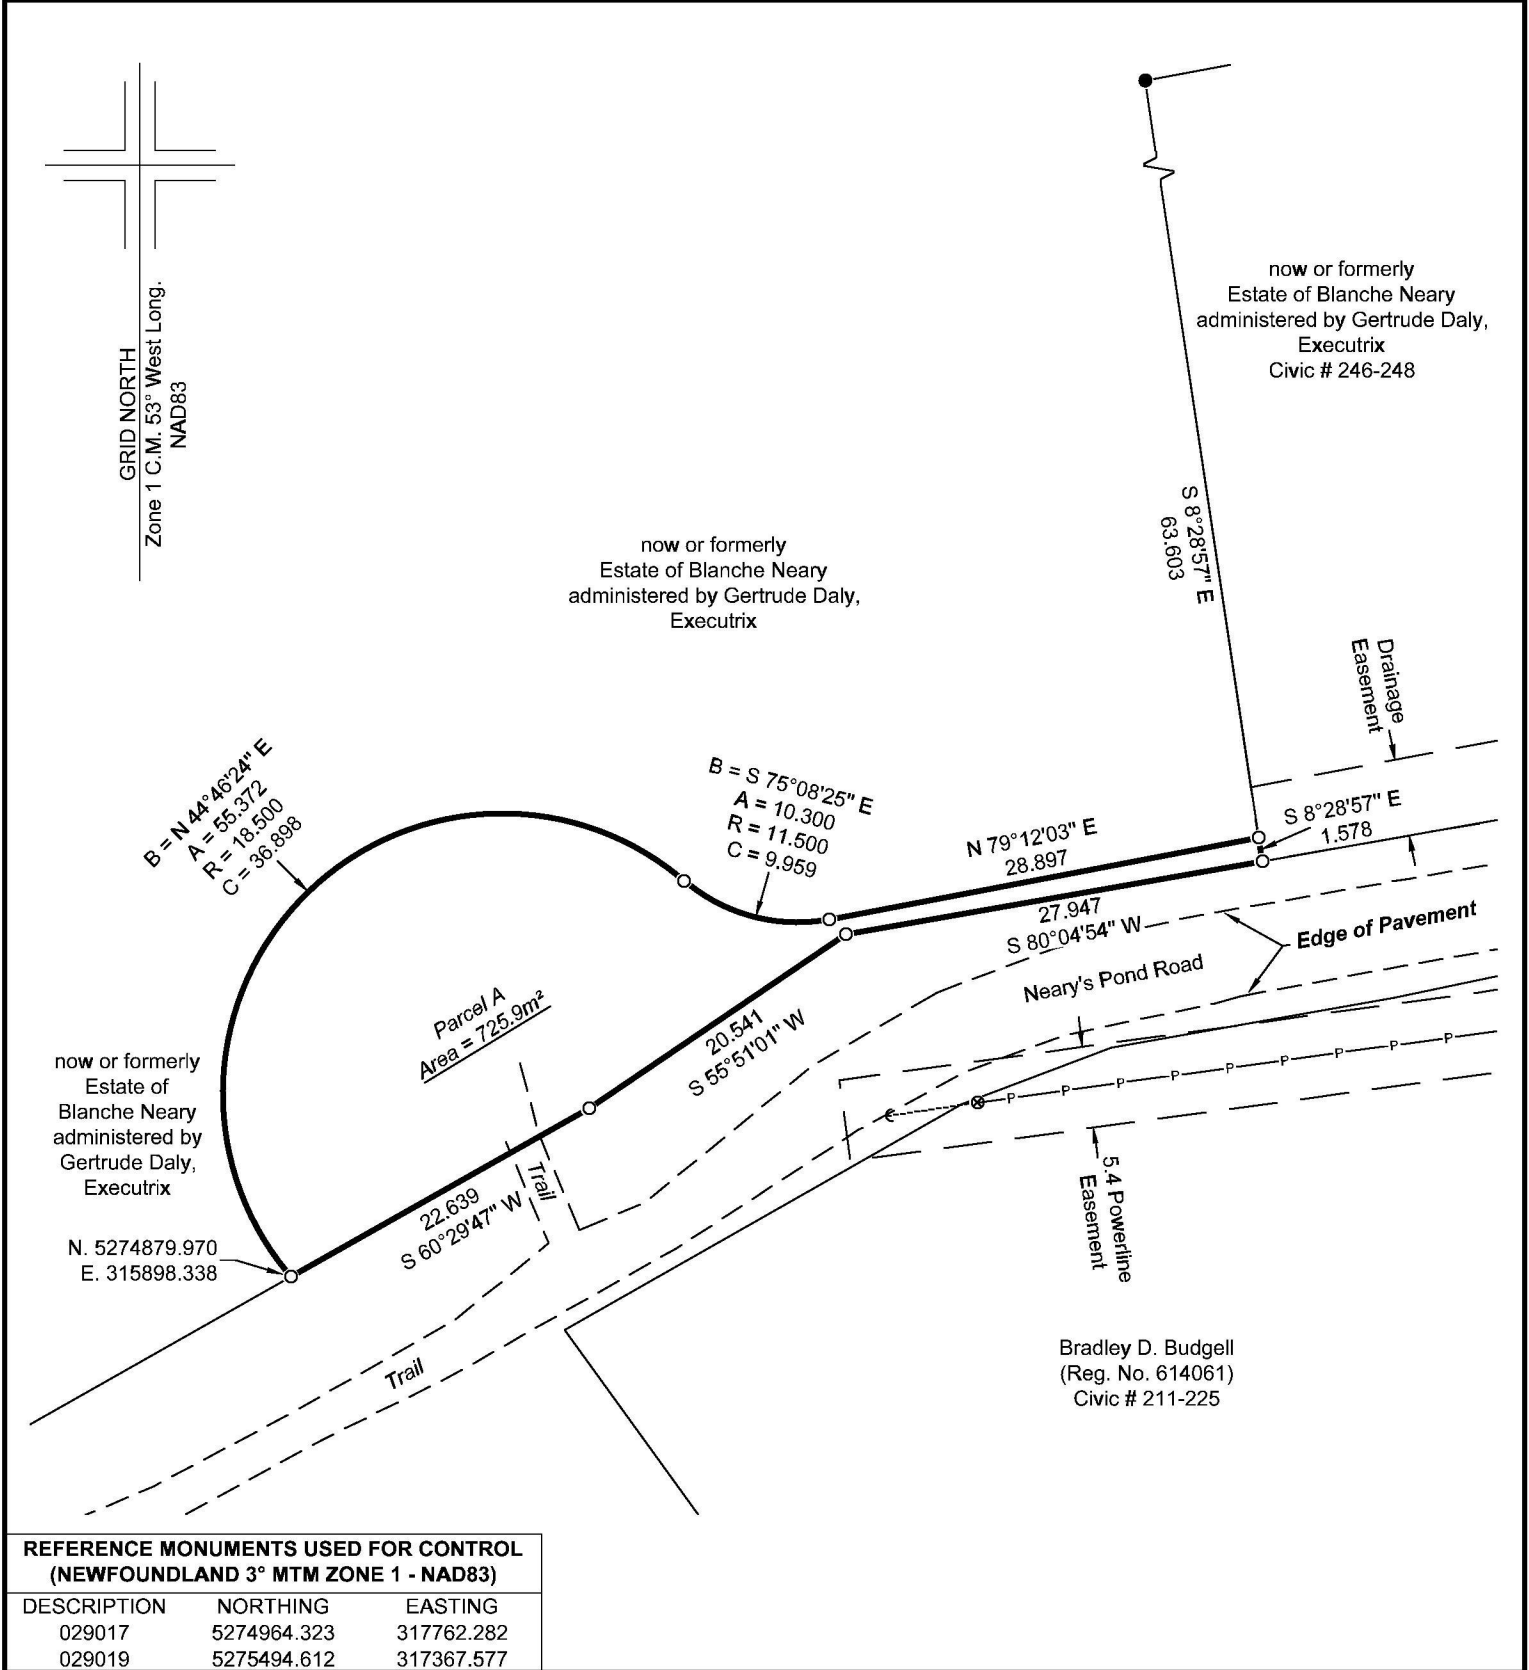 GRID NORTH
Zone 1 C.M. 53° West Long.
NAD83
now or formerly
Estate of Blanche Neary
administered by Gertrude Daly,
Executrix
Civic # 246-248
S 8°28'57" E
63.603
now or formerly
Estate of Blanche Neary
administered by Gertrude Daly,
Executrix
Drainage
Easement
B = N 44°46'24" E
A = 55.372
R = 18.500
C = 36.898
B = S 75°08'25" E
A = 10.300
R = 11.500
C = 9.959
N 79°12'03" E
28.897
S 8°28'57" E
1.578
27.947
S 80°04'54" W
Edge of Pavement
Neary's Pond Road
Parcel A
Area = 725.9m²
20.541
S 55°51'01" W
now or formerly
Estate of
Blanche Neary
administered by
Gertrude Daly,
Executrix
P P P P P P P P P
Trail
22.639
S 60°29'47" W
5.4 Powerline
Easement
N. 5274879.970
E. 315898.338
Trail
Bradley D. Budgell
(Reg. No. 614061)
Civic # 211-225
REFERENCE MONUMENTS USED FOR CONTROL
(NEWFOUNDLAND 3° MTM ZONE 1 - NAD83)
DESCRIPTION NORTHING EASTING
029017 5274964.323 317762.282
029019 5275494.612 317367.577